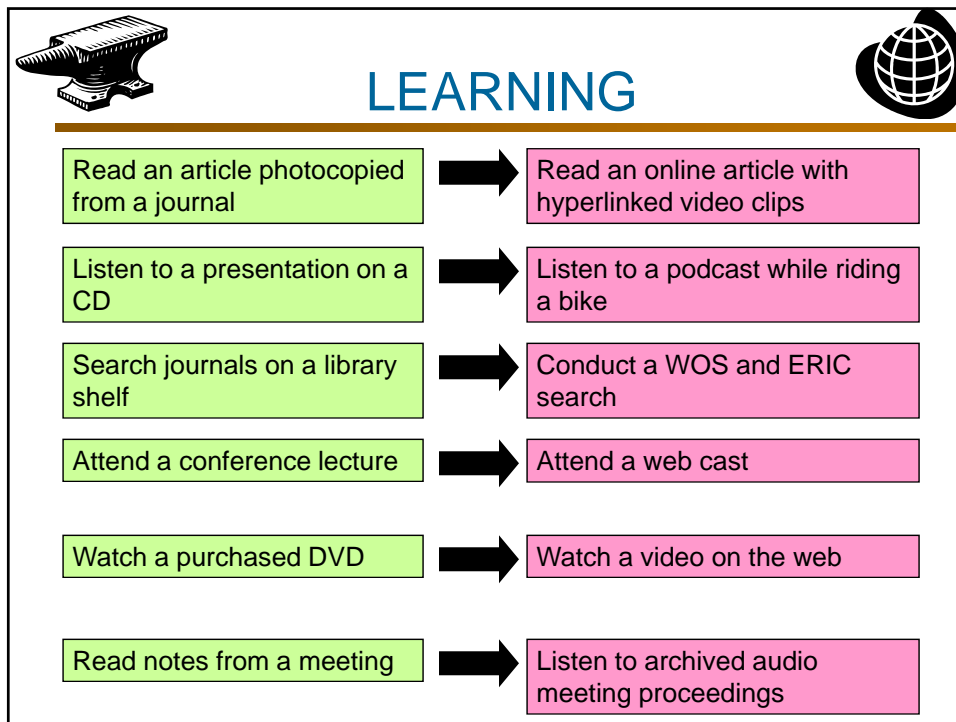 LEARNING
Read an article photocopied
from a journal
Read an online article with
hyperlinked video clips
Listen to a presentation on a
CD
Listen to a podcast while riding
a bike
Search journals on a library
shelf
Conduct a WOS and ERIC
search
Attend a conference lecture
Attend a web cast
Watch a purchased DVD
Watch a video on the web
Read notes from a meeting
Listen to archived audio
meeting proceedings